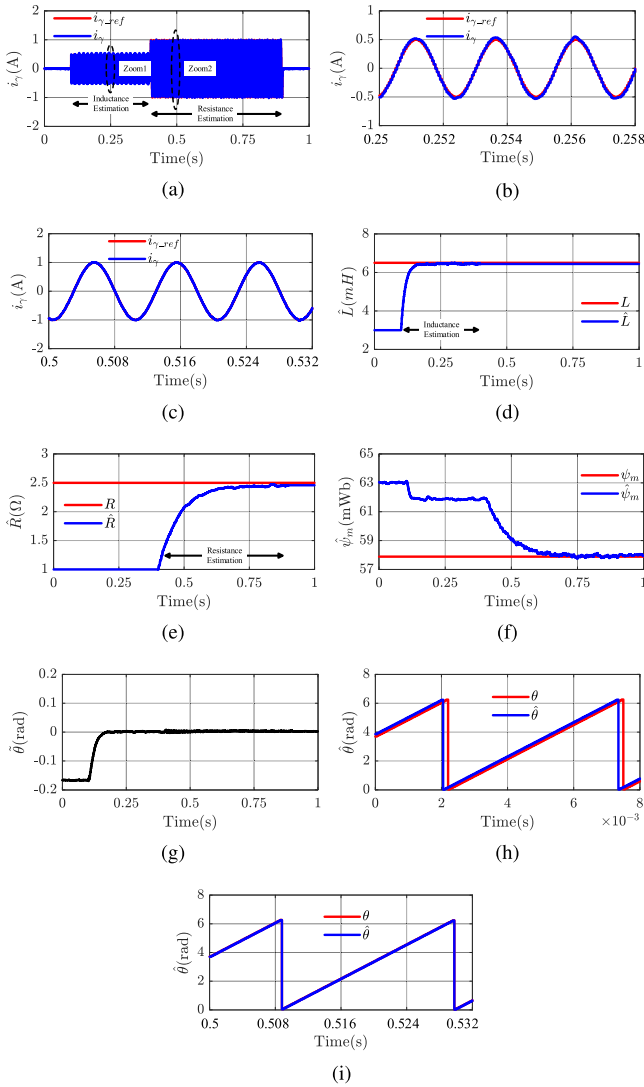 i_{γ_ref}
i_γ
i_γ(A)
2
1
0
-1
-2
Zoom1
Zoom2
Inductance
Estimation
Resistance
Estimation
0 0.25 0.5 0.75 1
Time(s)
(a)
i_{γ_ref}
i_γ
i_γ(A)
1
0.5
0
-0.5
-1
0.25 0.252 0.254 0.256 0.258
Time(s)
(b)
i_{γ_ref}
i_γ
i_γ(A)
2
1
0
-1
-2
0.5 0.508 0.516 0.524 0.532
Time(s)
(c)
L̂(mH)
8
6
4
2
L
L̂
Inductance
Estimation
0 0.25 0.5 0.75 1
Time(s)
(d)
R̂(Ω)
3
2.5
2
1.5
1
R
R̂
Resistance
Estimation
0 0.25 0.5 0.75 1
Time(s)
(e)
ψ̂_m(mWb)
65
63
61
59
57
ψ_m
ψ̂_m
0 0.25 0.5 0.75 1
Time(s)
(f)
θ̃(rad)
0.2
0.1
0
-0.1
-0.2
0 0.25 0.5 0.75 1
Time(s)
(g)
θ̂(rad)
8
6
4
2
0
θ
θ̂
0 2 4 6 8
Time(s)
×10⁻³
(h)
θ̂(rad)
8
6
4
2
0
θ
θ̂
0.5 0.508 0.516 0.524 0.532
Time(s)
(i)